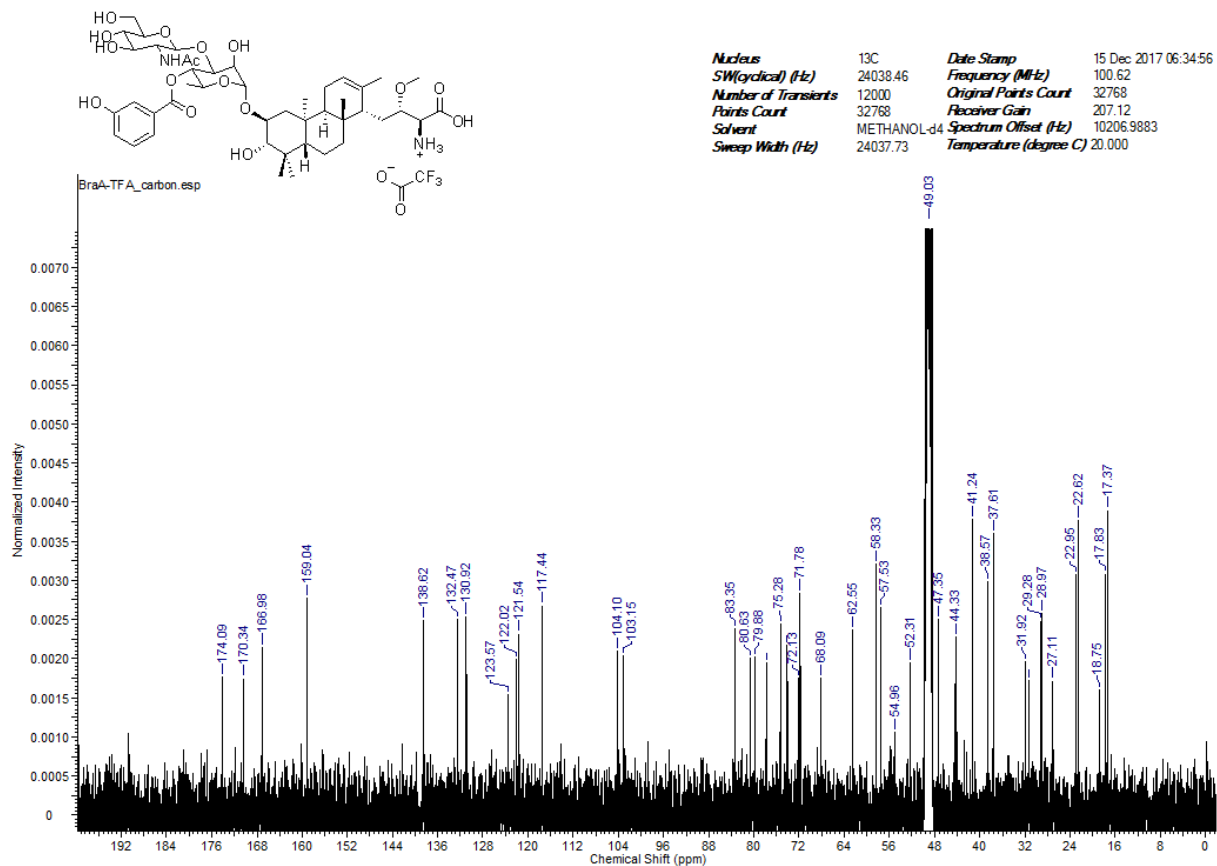 HO
HO
HO
O
O
OH
NHAc
O
O
O
HO
O
O
O
HO
O
O
OH
NH3
+
O-
CF3
O
Nucleus 13C Date Stamp 15 Dec 2017 06:34:56
SW(cyclical) (Hz) 24038.46 Frequency (MHz) 100.62
Number of Transients 12000 Original Points Count 32768
Points Count 32768 Receiver Gain 207.12
Solvent METHANOL-d4 Spectrum Offset (Hz) 10206.9883
Sweep Width (Hz) 24037.73 Temperature (degree C) 20.000
BraA-TFA_carbon.esp
Normalized Intensity
0.0070
0.0065
0.0060
0.0055
0.0050
0.0045
0.0040
0.0035
0.0030
0.0025
0.0020
0.0015
0.0010
0.0005
0
174.09
170.34
166.98
159.04
138.62
132.47
130.92
123.57
122.02
121.54
117.44
104.10
103.15
83.35
80.63
79.88
75.28
72.13
71.78
68.09
62.55
58.33
57.53
54.96
52.31
49.03
47.35
44.33
41.24
38.57
37.61
31.92
29.28
28.97
27.11
22.95
22.62
18.75
17.83
17.37
192 184 176 168 160 152 144 136 128 120 112 104 96 88 80 72 64 56 48 40 32 24 16 8 0
Chemical Shift (ppm)